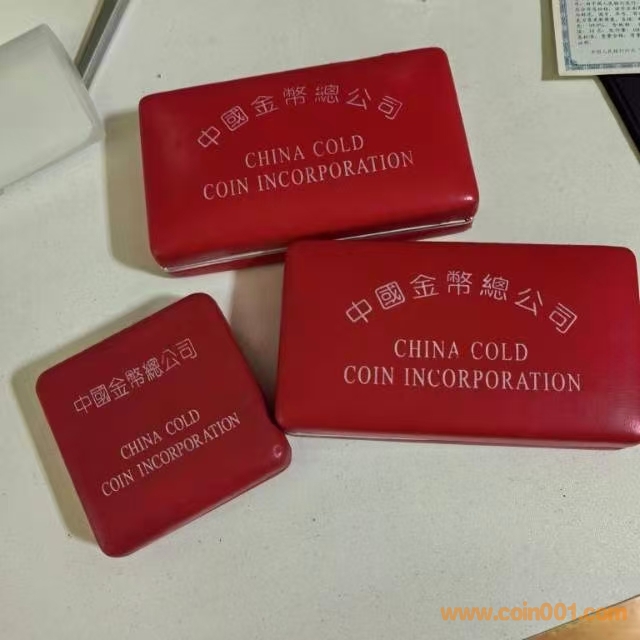 中國金幣總公司
CHINA COLD
COIN INCORPORATION
中國金幣總公司
CHINA COLD
COIN INCORPORATION
中國金幣總公司
CHINA COLD
COIN INCORPORATION
www.coin001.com